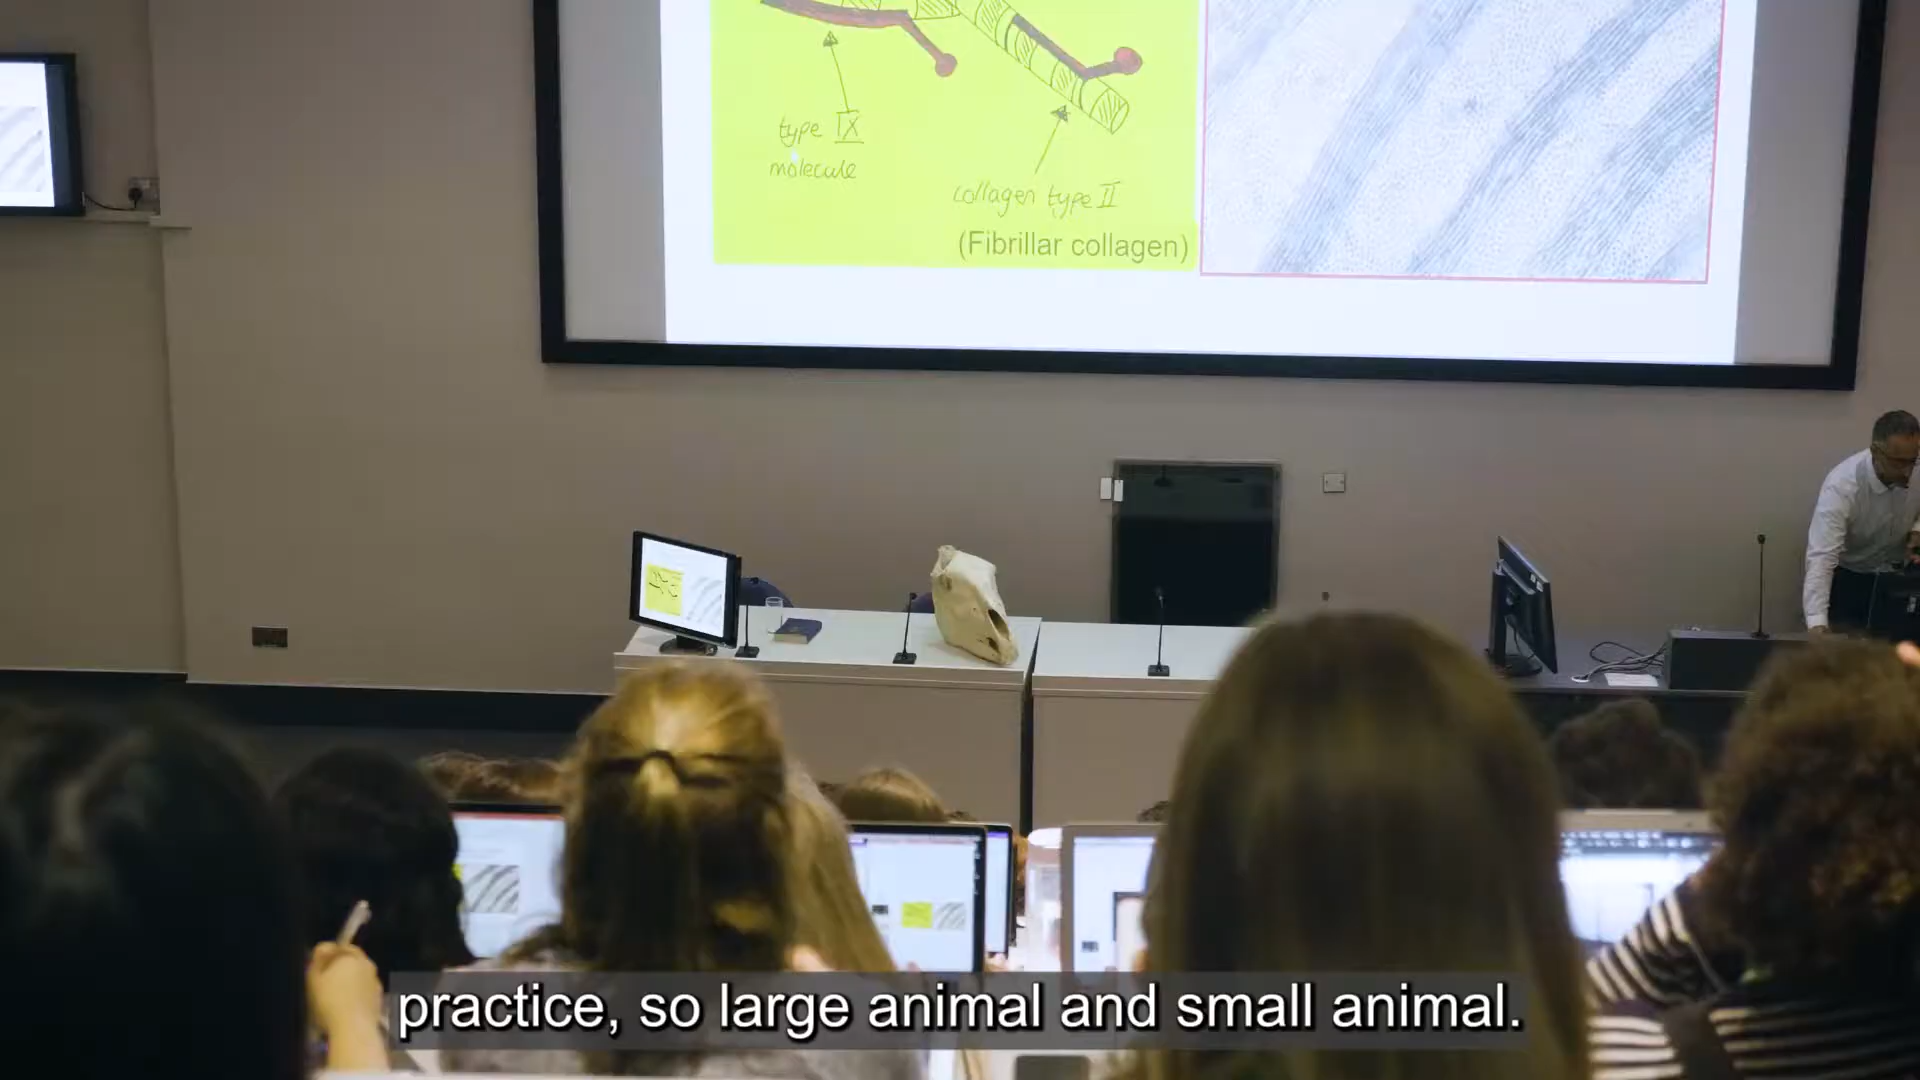 type IX
molecule
collagen type II
(Fibrillar collagen)
practice, so large animal and small animal.